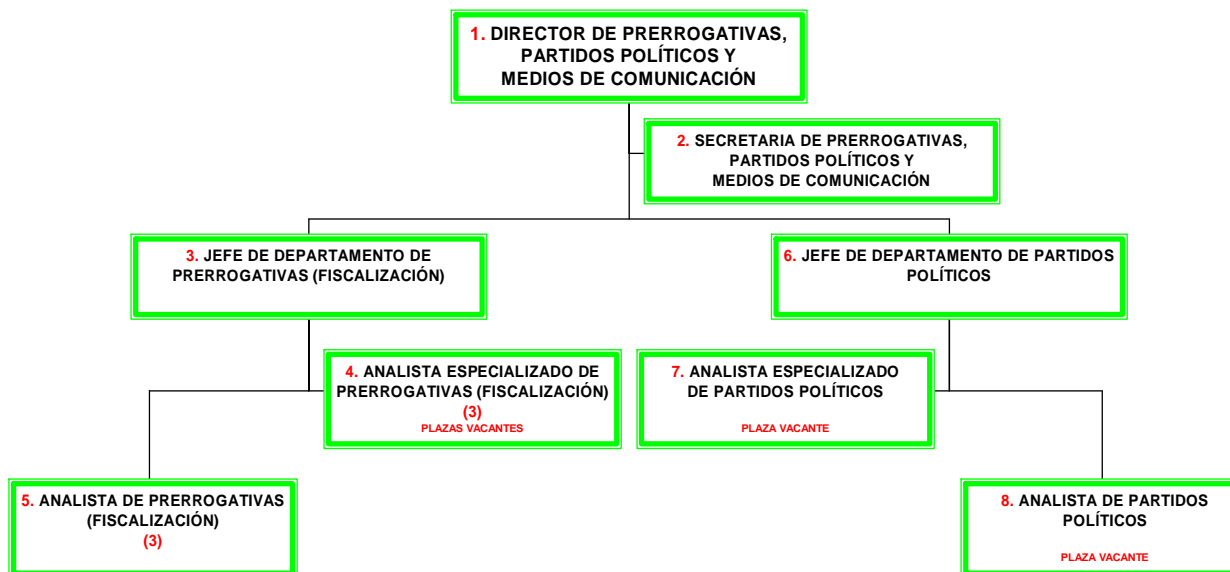 1. DIRECTOR DE PRERROGATIVAS,
PARTIDOS POLÍTICOS Y
MEDIOS DE COMUNICACIÓN
2. SECRETARIA DE PRERROGATIVAS,
PARTIDOS POLÍTICOS Y
MEDIOS DE COMUNICACIÓN
3. JEFE DE DEPARTAMENTO DE
PRERROGATIVAS (FISCALIZACIÓN)
6. JEFE DE DEPARTAMENTO DE PARTIDOS
POLÍTICOS
4. ANALISTA ESPECIALIZADO DE
PRERROGATIVAS (FISCALIZACIÓN)
(3)
PLAZAS VACANTES
7. ANALISTA ESPECIALIZADO
DE PARTIDOS POLÍTICOS
PLAZA VACANTE
5. ANALISTA DE PRERROGATIVAS
(FISCALIZACIÓN)
(3)
8. ANALISTA DE PARTIDOS
POLÍTICOS
PLAZA VACANTE